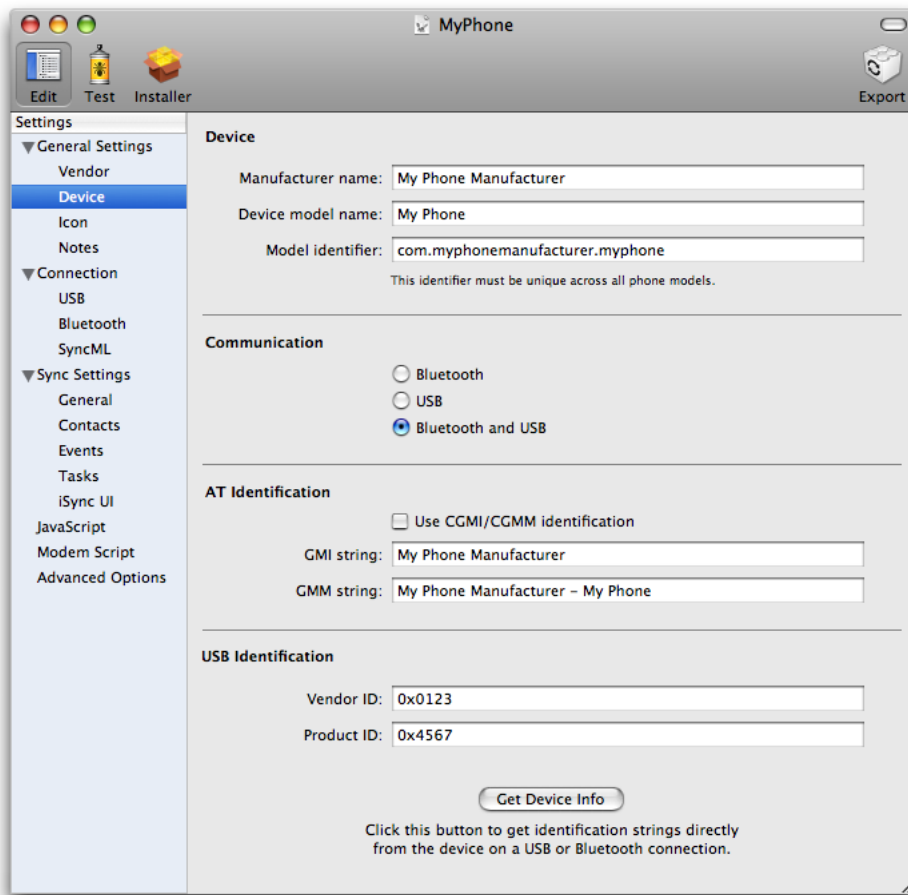 MyPhone
Edit Test Installer Export
Settings
General Settings
Vendor
Device
Icon
Notes
Connection
USB
Bluetooth
SyncML
Sync Settings
General
Contacts
Events
Tasks
iSync UI
JavaScript
Modem Script
Advanced Options
Device
Manufacturer name: My Phone Manufacturer
Device model name: My Phone
Model identifier: com.myphonemanufacturer.myphone
This identifier must be unique across all phone models.
Communication
Bluetooth
USB
Bluetooth and USB
AT Identification
Use CGMI/CGMM identification
GMI string: My Phone Manufacturer
GMM string: My Phone Manufacturer – My Phone
USB Identification
Vendor ID: 0x0123
Product ID: 0x4567
Get Device Info
Click this button to get identification strings directly
from the device on a USB or Bluetooth connection.